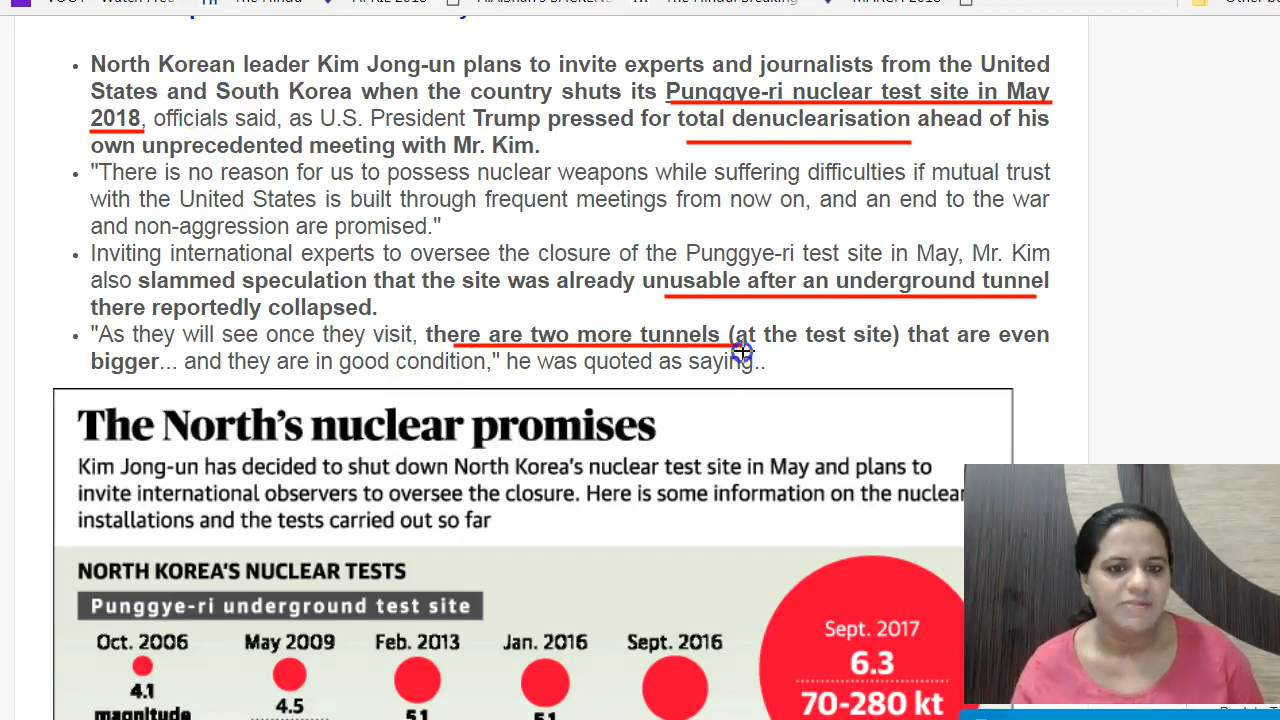 North Korean leader Kim Jong-un plans to invite experts and journalists from the United
States and South Korea when the country shuts its Punggye-ri nuclear test site in May
2018, officials said, as U.S. President Trump pressed for total denuclearisation ahead of his
own unprecedented meeting with Mr. Kim.
"There is no reason for us to possess nuclear weapons while suffering difficulties if mutual trust
with the United States is built through frequent meetings from now on, and an end to the war
and non-aggression are promised."
Inviting international experts to oversee the closure of the Punggye-ri test site in May, Mr. Kim
also slammed speculation that the site was already unusable after an underground tunnel
there reportedly collapsed.
"As they will see once they visit, there are two more tunnels (at the test site) that are even
bigger... and they are in good condition," he was quoted as saying..
The North's nuclear promises
Kim Jong-un has decided to shut down North Korea's nuclear test site in May and plans to
invite international observers to oversee the closure. Here is some information on the nuclear
installations and the tests carried out so far
NORTH KOREA'S NUCLEAR TESTS
Punggye-ri underground test site
Oct. 2006 May 2009 Feb. 2013 Jan. 2016 Sept. 2016 Sept. 2017
4.1 4.5 5.1 5.1 6.3
magnitude 70-280 kt